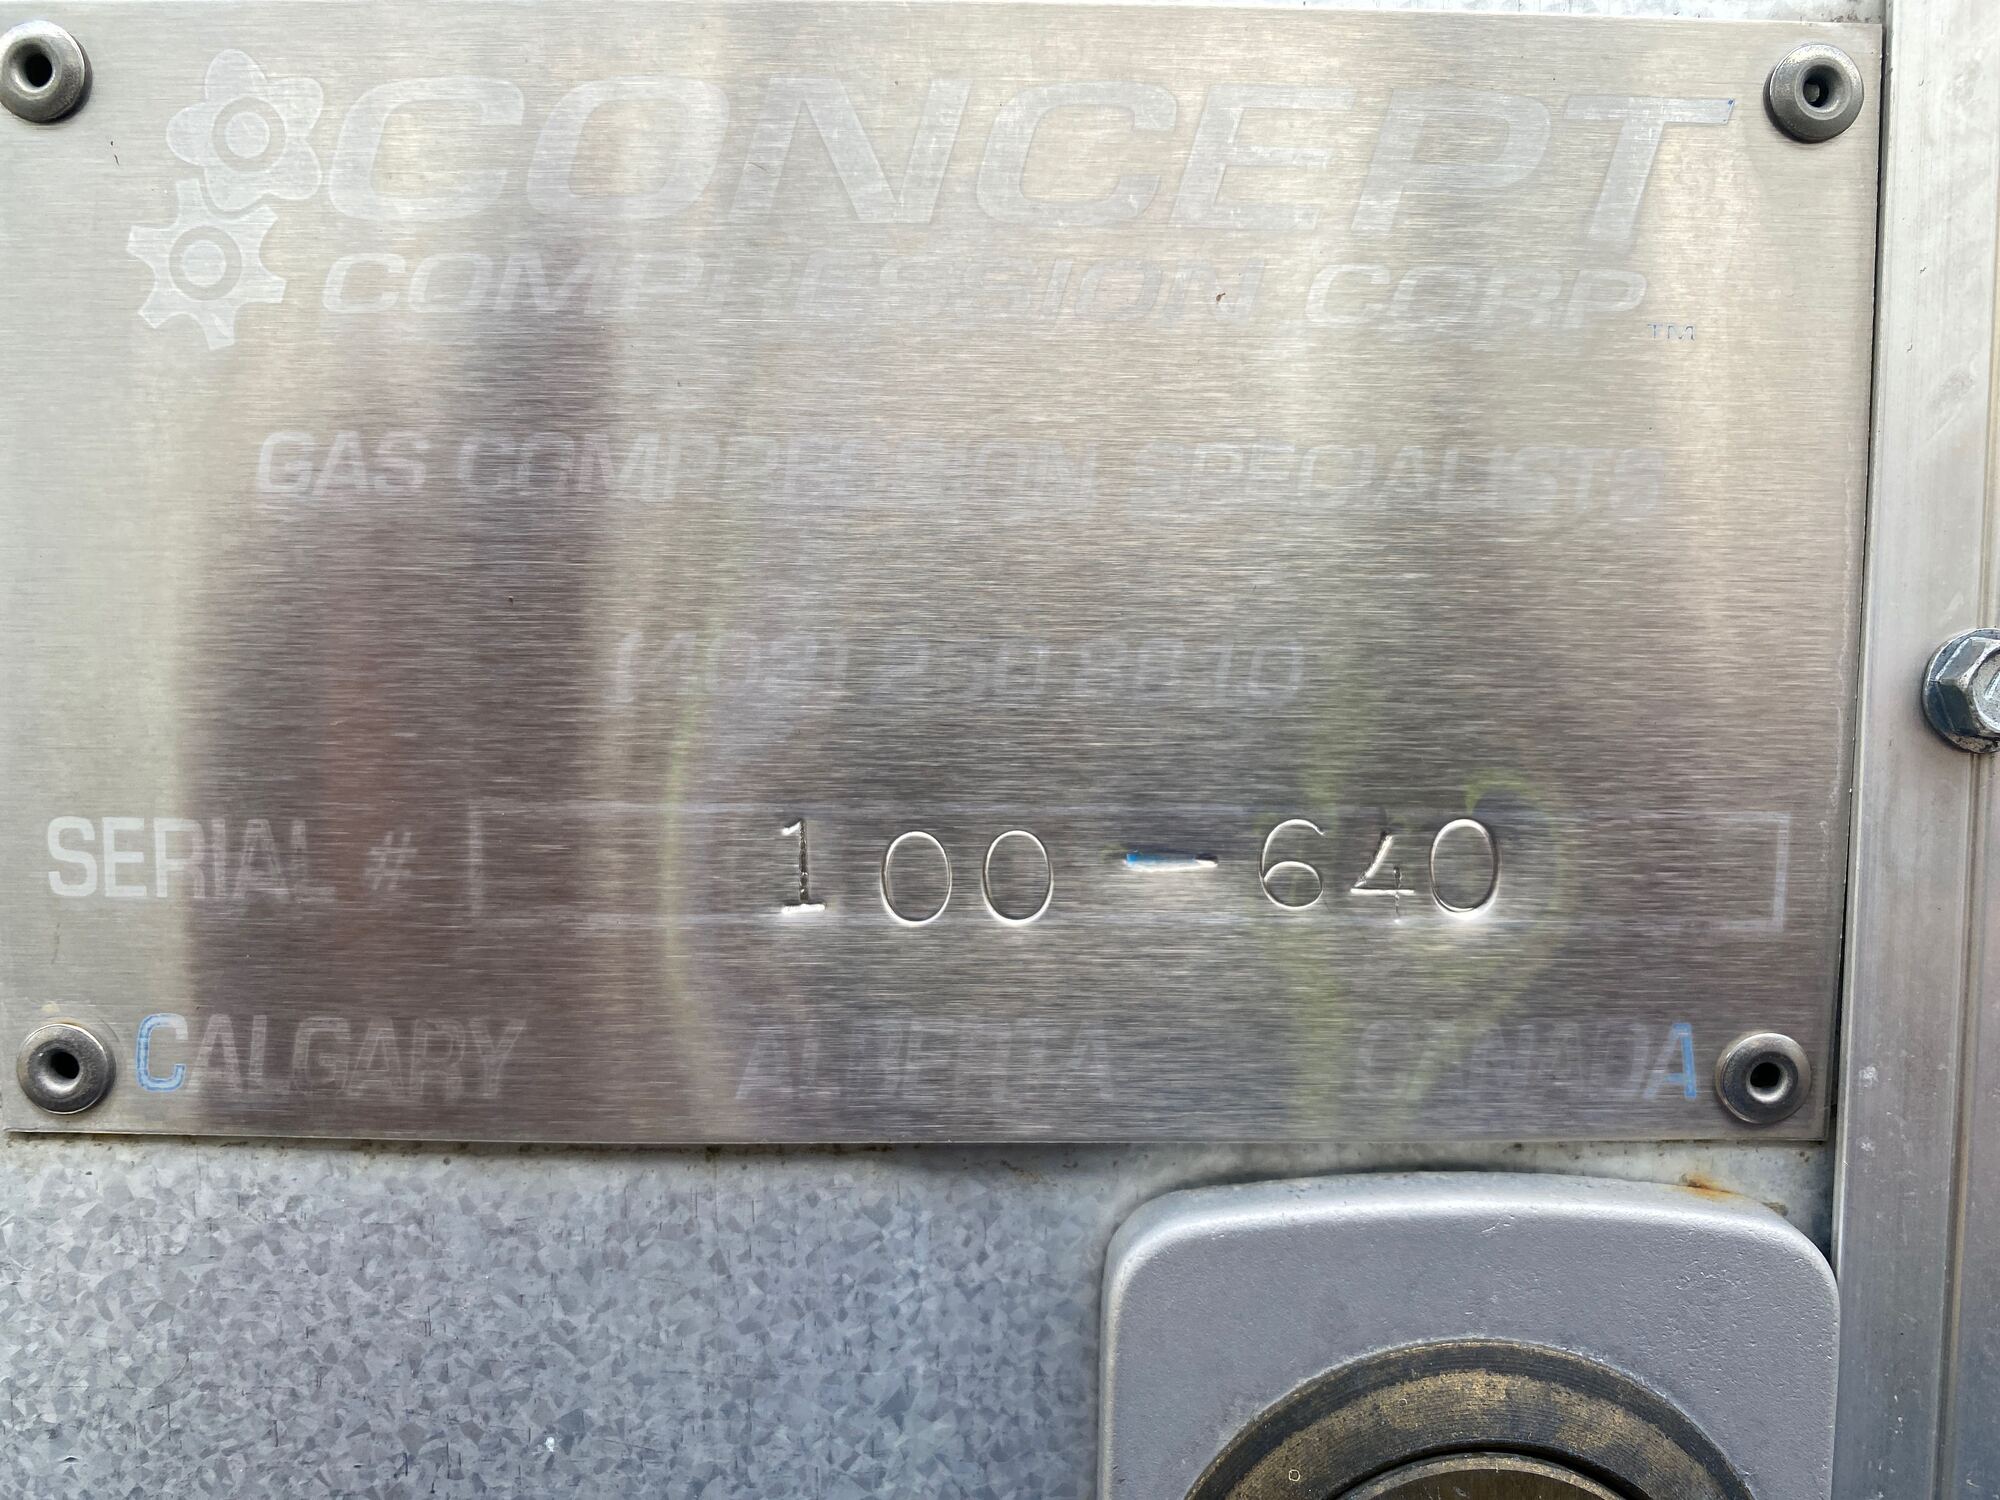 CONCEPT
COMPRESSION CORP
TM
GAS COMPRESSION SPECIALISTS
SERIAL # 100-640
CALGARY ALBERTA CANADA